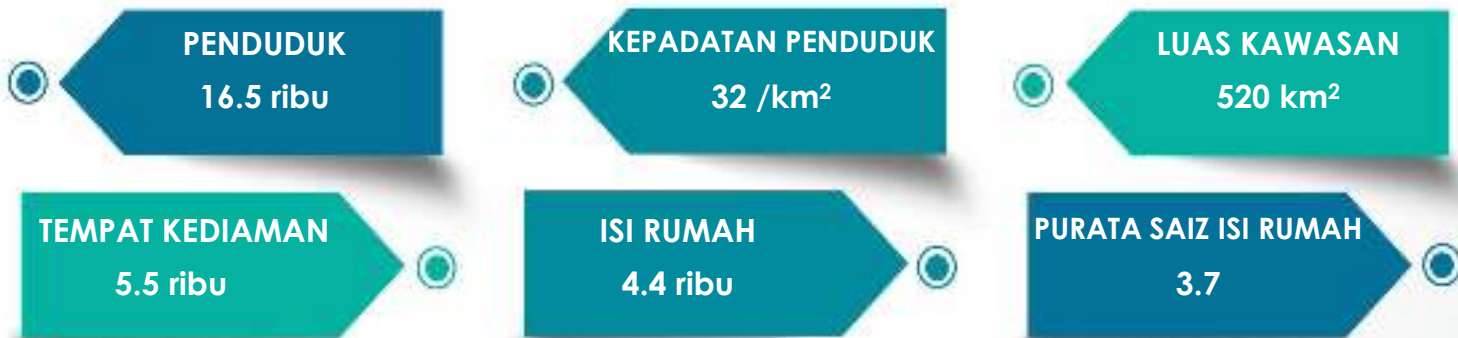 PENDUDUK
16.5 ribu
KEPADATAN PENDUDUK
32 /km²
LUAS KAWASAN
520 km²
TEMPAT KEDIAMAN
5.5 ribu
ISI RUMAH
4.4 ribu
PURATA SAIZ ISI RUMAH
3.7